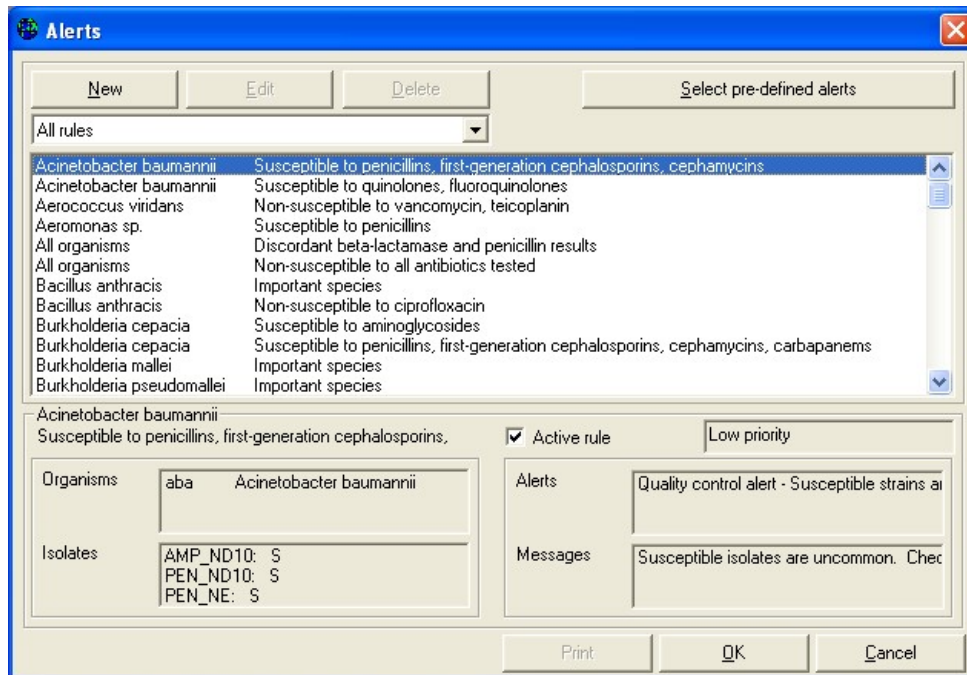 Alerts
New Edit Delete Select pre-defined alerts
All rules
Acinetobacter baumannii Susceptible to penicillins, first-generation cephalosporins, cephamycins
Acinetobacter baumannii Susceptible to quinolones, fluoroquinolones
Aerococcus viridans Non-susceptible to vancomycin, teicoplanin
Aeromonas sp. Susceptible to penicillins
All organisms Discordant beta-lactamase and penicillin results
All organisms Non-susceptible to all antibiotics tested
Bacillus anthracis Important species
Bacillus anthracis Non-susceptible to ciprofloxacin
Burkholderia cepacia Susceptible to aminoglycosides
Burkholderia cepacia Susceptible to penicillins, first-generation cephalosporins, cephamycins, carbapanems
Burkholderia mallei Important species
Burkholderia pseudomallei Important species
Acinetobacter baumannii
Susceptible to penicillins, first-generation cephalosporins, Active rule Low priority
Organisms aba Acinetobacter baumannii
Isolates AMP_ND10: S
PEN_ND10: S
PEN_NE: S
Alerts Quality control alert - Susceptible strains ar
Messages Susceptible isolates are uncommon. Chec
Print OK Cancel